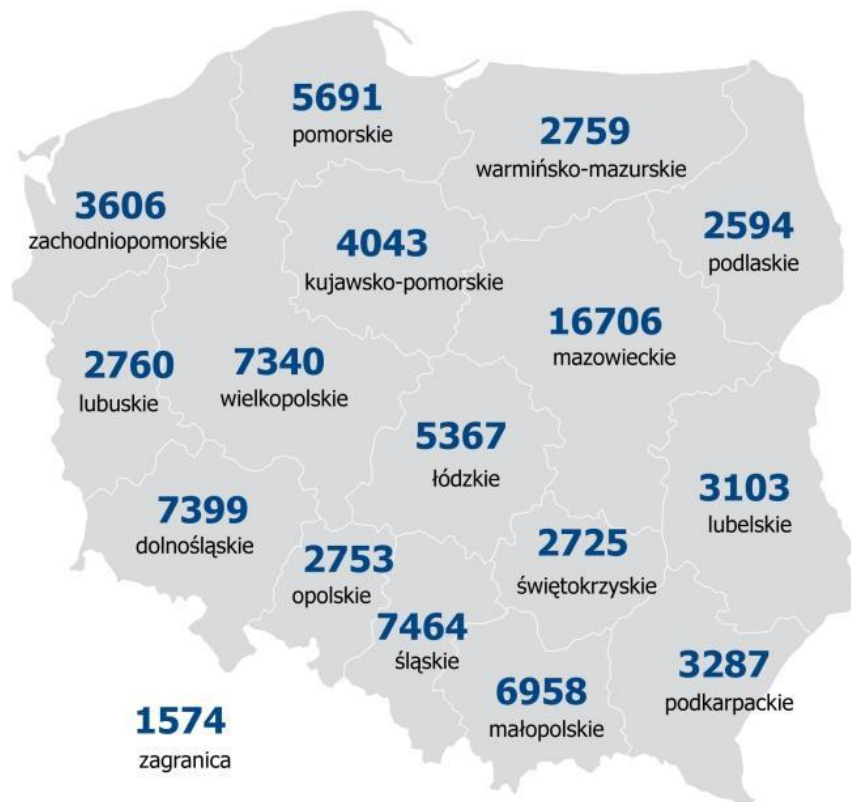 5691
pomorskie
2759
warmińsko-mazurskie
3606
zachodniopomorskie
4043
kujawsko-pomorskie
2594
podlaskie
16706
mazowieckie
2760
lubuskie
7340
wielkopolskie
5367
łódzkie
3103
lubelskie
7399
dolnośląskie
2753
opolskie
2725
świętokrzyskie
7464
śląskie
3287
podkarpackie
6958
małopolskie
1574
zagranica